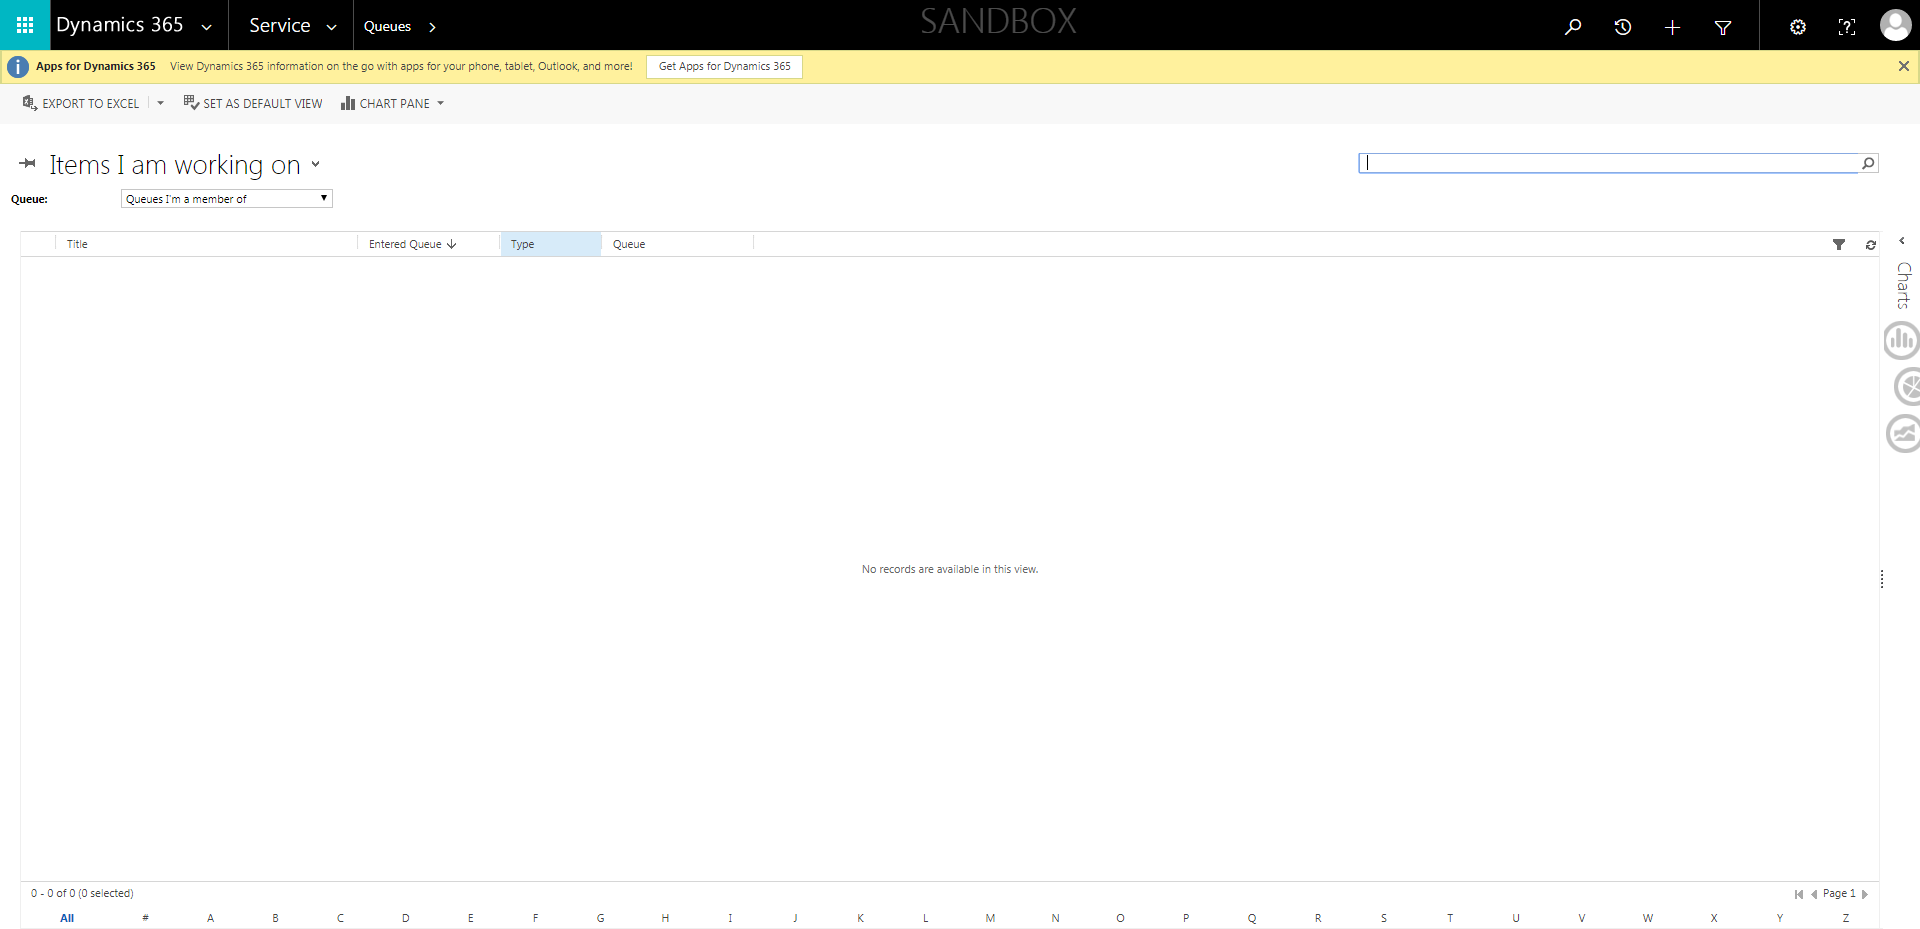 Dynamics 365 Service Queues SANDBOX
Apps for Dynamics 365 View Dynamics 365 information on the go with apps for your phone, tablet, Outlook, and more! Get Apps for Dynamics 365
EXPORT TO EXCEL SET AS DEFAULT VIEW CHART PANE
Items I am working on
Queue: Queues I'm a member of
Title Entered Queue Type Queue
Charts
No records are available in this view.
0 - 0 of 0 (0 selected) Page 1
All # A B C D E F G H I J K L M N O P Q R S T U V W X Y Z